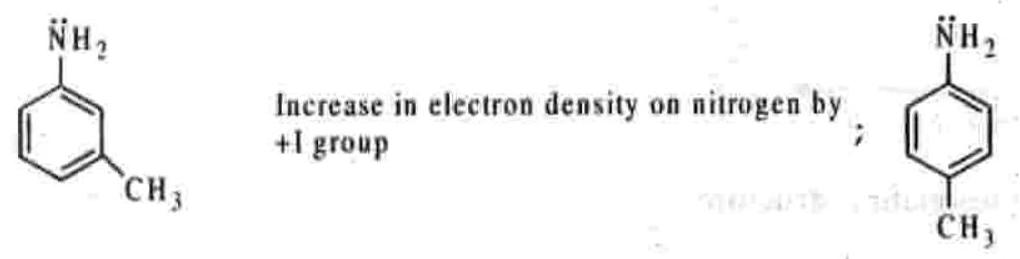 N̈H₂
N̈H₂
Increase in electron density on nitrogen by
+I group
;
CH₃
CH₃